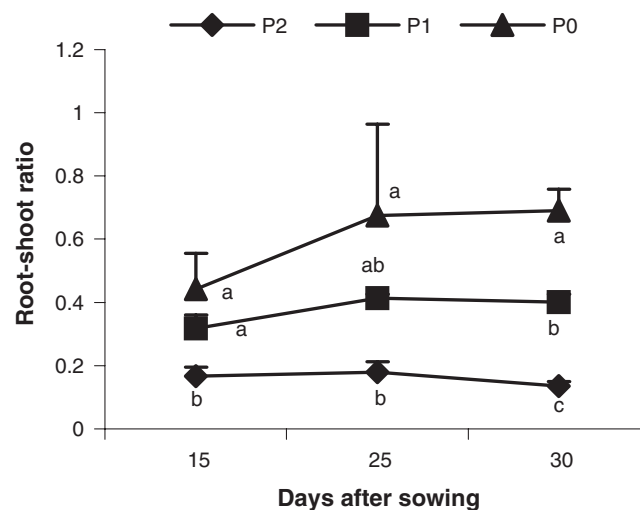 P2 P1 P0
1.2
1
0.8
0.6
0.4
0.2
0
Root-shoot ratio
a
a
a
ab
a
b
b
b
c
15 25 30
Days after sowing